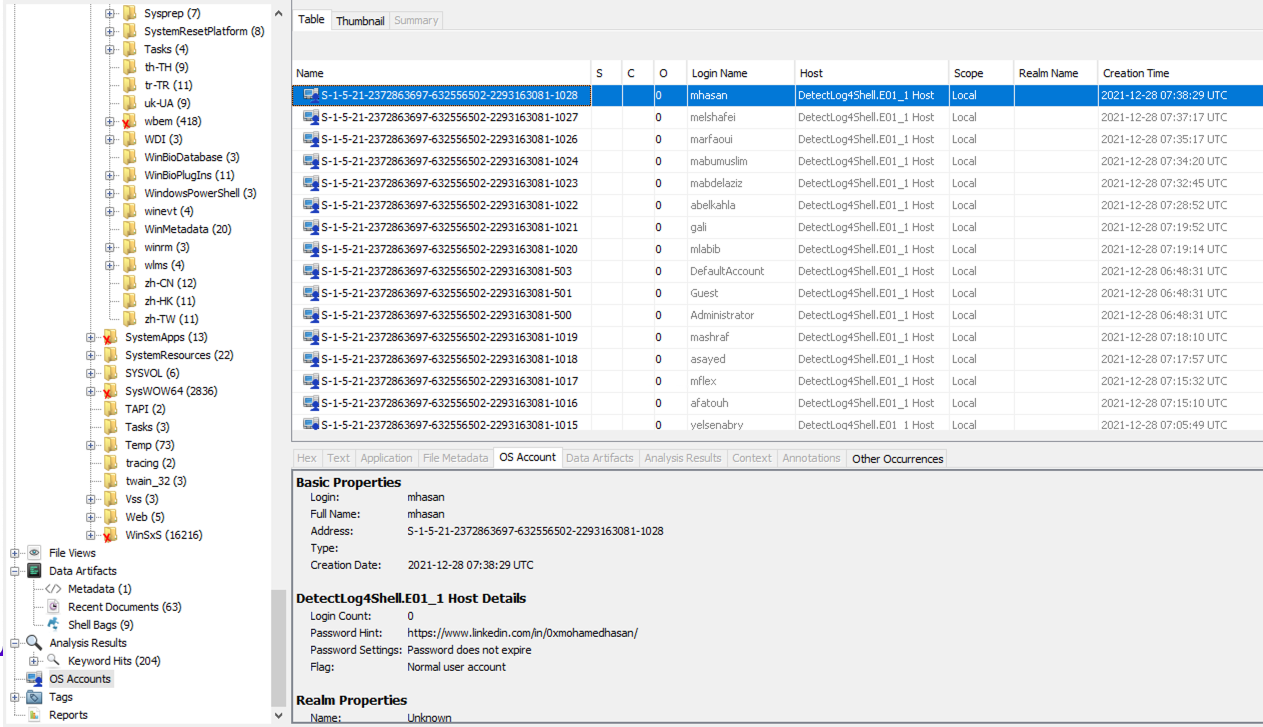 Sysprep (7)
SystemResetPlatform (8)
Tasks (4)
th-TH (9)
tr-TR (11)
uk-UA (9)
wbem (418)
WDI (3)
WinBioDatabase (3)
WinBioPlugIns (11)
WindowsPowerShell (3)
winevt (4)
WinMetadata (20)
winrm (3)
wlms (4)
zh-CN (12)
zh-HK (11)
zh-TW (11)
SystemApps (13)
SystemResources (22)
SYSVOL (6)
SysWOW64 (2836)
TAPI (2)
Tasks (3)
Temp (73)
tracing (2)
twain_32 (3)
Vss (3)
Web (5)
WinSxS (16216)
File Views
Data Artifacts
Metadata (1)
Recent Documents (63)
Shell Bags (9)
Analysis Results
Keyword Hits (204)
OS Accounts
Tags
Reports
Table Thumbnail Summary
Name S C O Login Name Host Scope Realm Name Creation Time
S-1-5-21-2372863697-632556502-2293163081-1028 0 mhasan DetectLog4Shell.E01_1 Host Local 2021-12-28 07:38:29 UTC
S-1-5-21-2372863697-632556502-2293163081-1027 0 melshafei DetectLog4Shell.E01_1 Host Local 2021-12-28 07:37:17 UTC
S-1-5-21-2372863697-632556502-2293163081-1026 0 marfaoui DetectLog4Shell.E01_1 Host Local 2021-12-28 07:35:17 UTC
S-1-5-21-2372863697-632556502-2293163081-1024 0 mabumuslim DetectLog4Shell.E01_1 Host Local 2021-12-28 07:34:20 UTC
S-1-5-21-2372863697-632556502-2293163081-1023 0 mabdelaziz DetectLog4Shell.E01_1 Host Local 2021-12-28 07:32:45 UTC
S-1-5-21-2372863697-632556502-2293163081-1022 0 abelkahla DetectLog4Shell.E01_1 Host Local 2021-12-28 07:28:52 UTC
S-1-5-21-2372863697-632556502-2293163081-1021 0 gali DetectLog4Shell.E01_1 Host Local 2021-12-28 07:19:52 UTC
S-1-5-21-2372863697-632556502-2293163081-1020 0 mlabib DetectLog4Shell.E01_1 Host Local 2021-12-28 07:19:14 UTC
S-1-5-21-2372863697-632556502-2293163081-503 0 DefaultAccount DetectLog4Shell.E01_1 Host Local 2021-12-28 06:48:31 UTC
S-1-5-21-2372863697-632556502-2293163081-501 0 Guest DetectLog4Shell.E01_1 Host Local 2021-12-28 06:48:31 UTC
S-1-5-21-2372863697-632556502-2293163081-500 0 Administrator DetectLog4Shell.E01_1 Host Local 2021-12-28 06:48:31 UTC
S-1-5-21-2372863697-632556502-2293163081-1019 0 mashraf DetectLog4Shell.E01_1 Host Local 2021-12-28 07:18:10 UTC
S-1-5-21-2372863697-632556502-2293163081-1018 0 asayed DetectLog4Shell.E01_1 Host Local 2021-12-28 07:17:57 UTC
S-1-5-21-2372863697-632556502-2293163081-1017 0 mflex DetectLog4Shell.E01_1 Host Local 2021-12-28 07:15:32 UTC
S-1-5-21-2372863697-632556502-2293163081-1016 0 afatouh DetectLog4Shell.E01_1 Host Local 2021-12-28 07:15:10 UTC
S-1-5-21-2372863697-632556502-2293163081-1015 0 yelsenabry DetectLog4Shell.E01_1 Host Local 2021-12-28 07:05:49 UTC
Hex Text Application File Metadata OS Account Data Artifacts Analysis Results Context Annotations Other Occurrences
Basic Properties
Login: mhasan
Full Name: mhasan
Address: S-1-5-21-2372863697-632556502-2293163081-1028
Type:
Creation Date: 2021-12-28 07:38:29 UTC
DetectLog4Shell.E01_1 Host Details
Login Count: 0
Password Hint: https://www.linkedin.com/in/0xmohamedhasan/
Password Settings: Password does not expire
Flag: Normal user account
Realm Properties
Name: Unknown